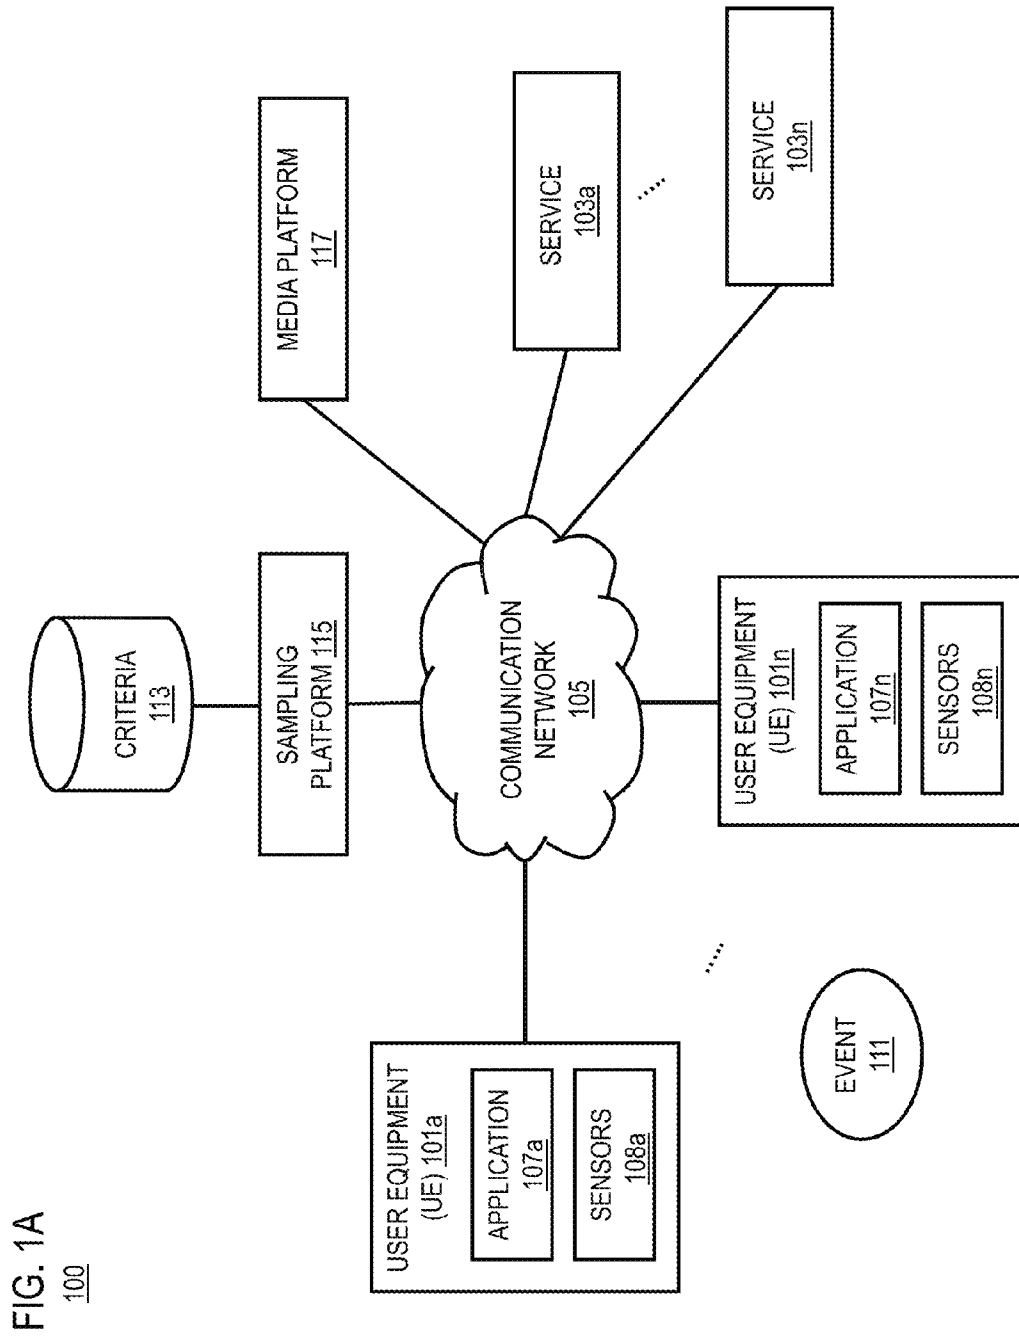 FIG. 1A
100
CRITERIA
113
SAMPLING
PLATFORM 115
MEDIA PLATFORM
117
COMMUNICATION
NETWORK
105
SERVICE
103a
SERVICE
103n
USER EQUIPMENT
(UE) 101a
APPLICATION
107a
SENSORS
108a
EVENT
111
USER EQUIPMENT
(UE) 101n
APPLICATION
107n
SENSORS
108n